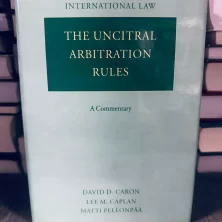 INTERNATIONAL LAW
THE UNCITRAL
ARBITRATION
RULES
A Commentary
DAVID D. CARON
LEE M. CAPLAN
MATTI PELLONPÄÄ